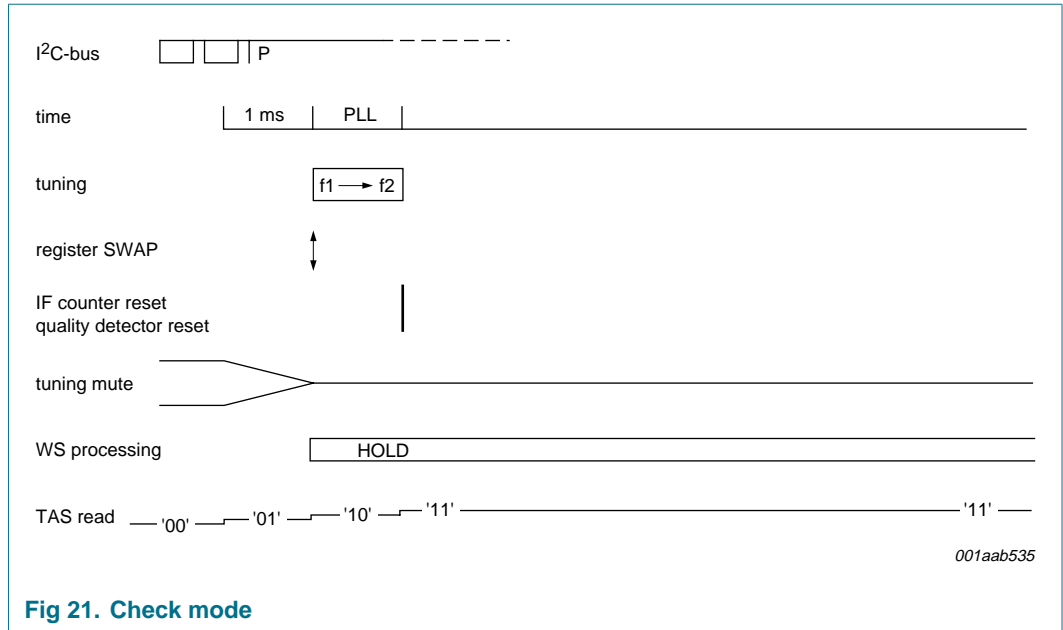 I2C-bus P
time 1 ms PLL
tuning f1 → f2
register SWAP
IF counter reset
quality detector reset
tuning mute
WS processing HOLD
TAS read '00' '01' '10' '11' '11'
001aab535
Fig 21. Check mode